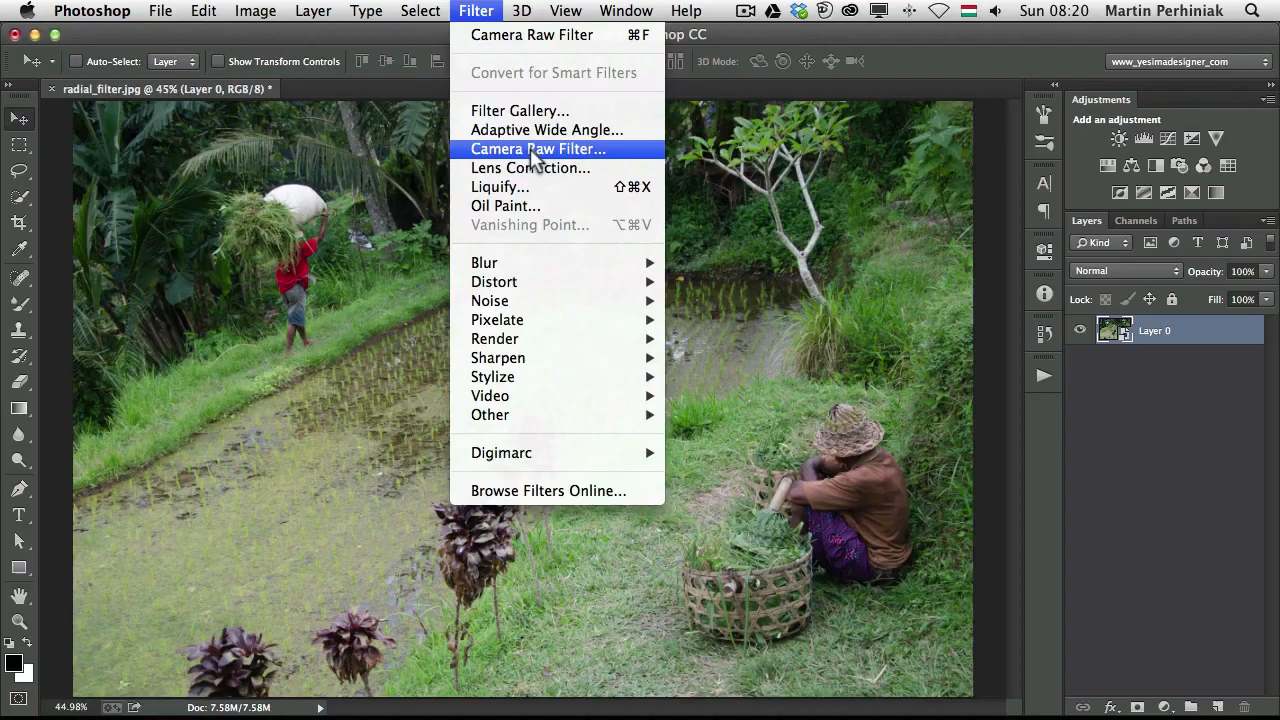 Photoshop File Edit Image Layer Type Select Filter 3D View Window Help Sun 08:20
hop CC
Auto-Select: Layer Show Transform Controls 3D Mode: www_yesimadesigner_com
radial_filter.jpg @ 45% (Layer 0, RGB/8) *
Camera Raw Filter ⌘F
Convert for Smart Filters
Filter Gallery...
Adaptive Wide Angle...
Camera Raw Filter...
Lens Correction...
Liquify... ⇧⌘X
Oil Paint...
Vanishing Point... ⌥⌘V
Blur
Distort
Noise
Pixelate
Render
Sharpen
Stylize
Video
Other
Digimarc
Browse Filters Online...
Adjustments
Add an adjustment
Layers Channels Paths
Kind
Normal Opacity: 100%
Lock: Fill: 100%
Layer 0
44.98% Doc: 7.58M/7.58M